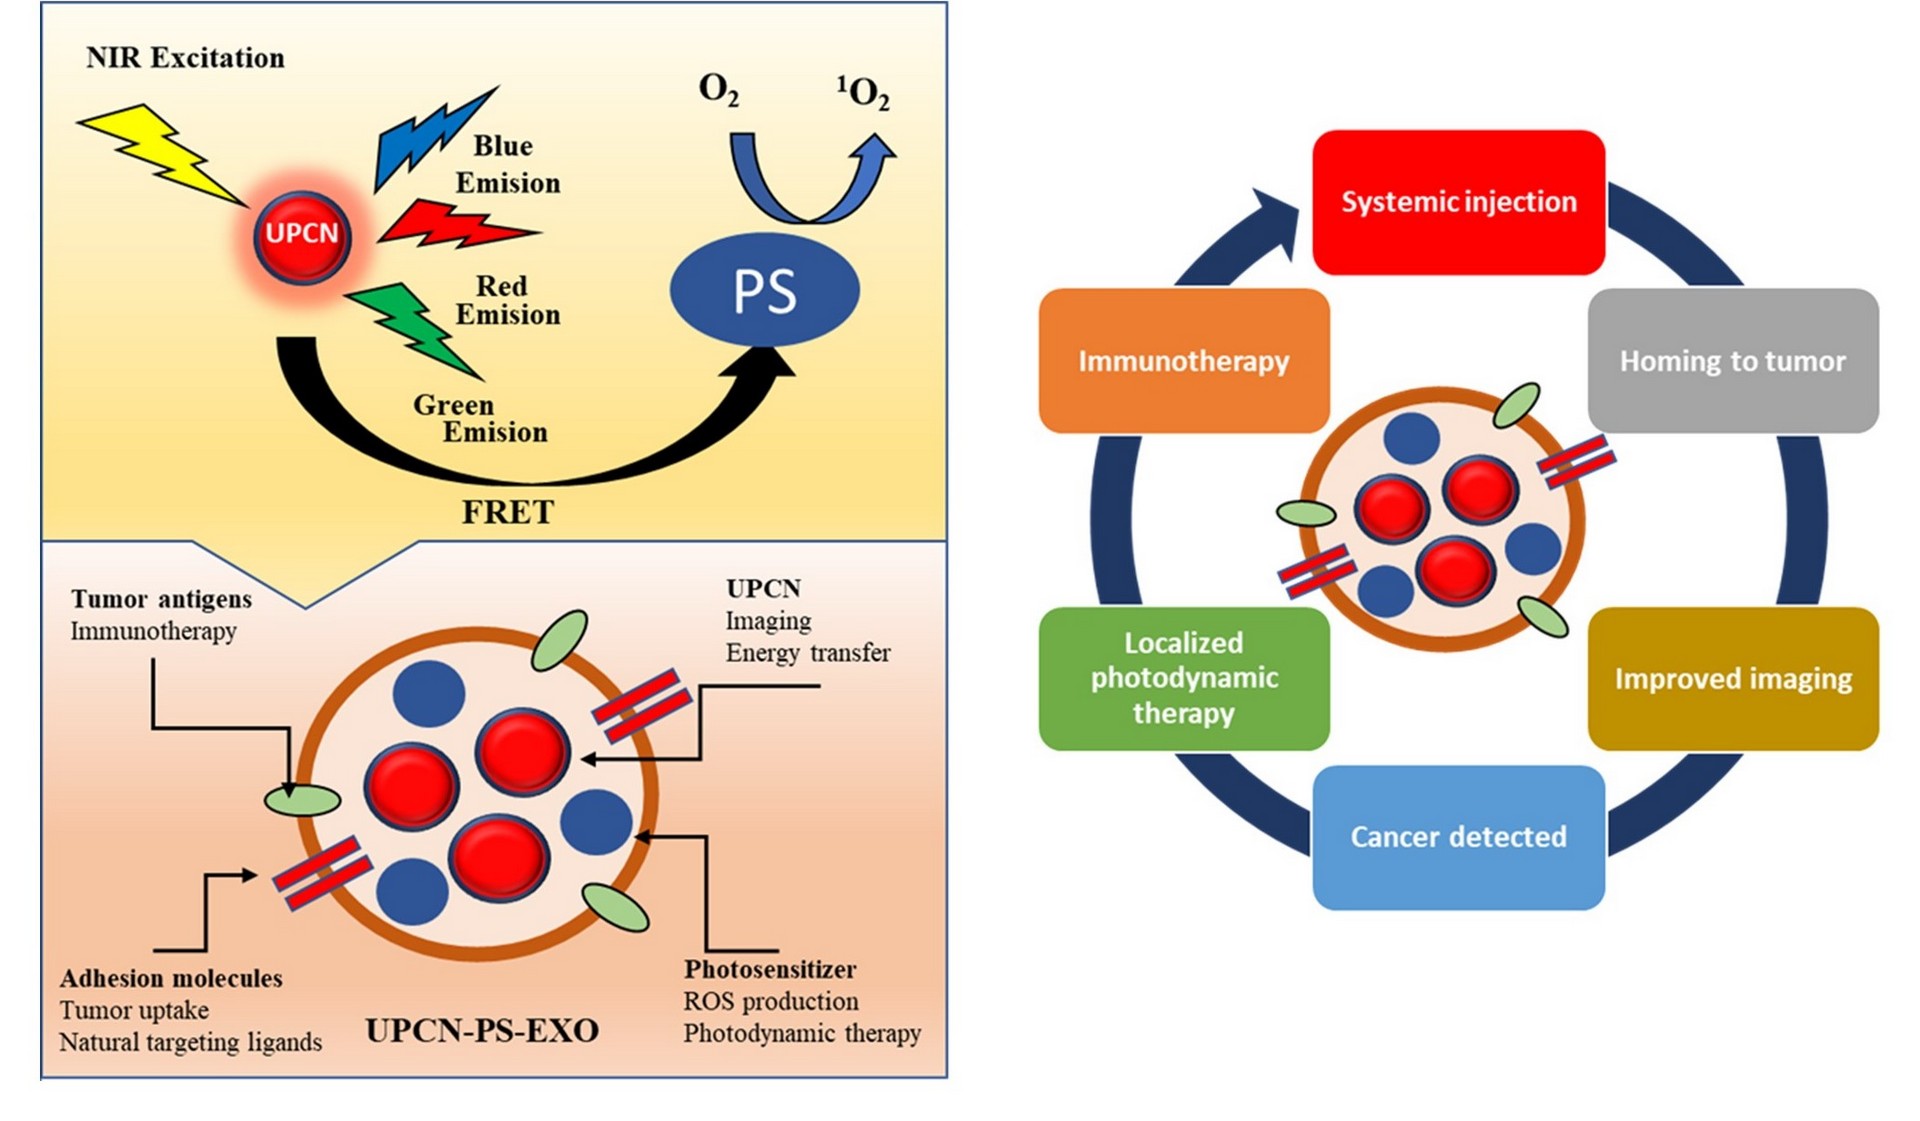 NIR Excitation
UPCN
Blue
Emision
Red
Emision
Green
Emision
FRET
O₂
¹O₂
PS
Tumor antigens
Immunotherapy
UPCN
Imaging
Energy transfer
Adhesion molecules
Tumor uptake
Natural targeting ligands
UPCN-PS-EXO
Photosensitizer
ROS production
Photodynamic therapy
Systemic injection
Homing to tumor
Improved imaging
Cancer detected
Localized
photodynamic
therapy
Immunotherapy